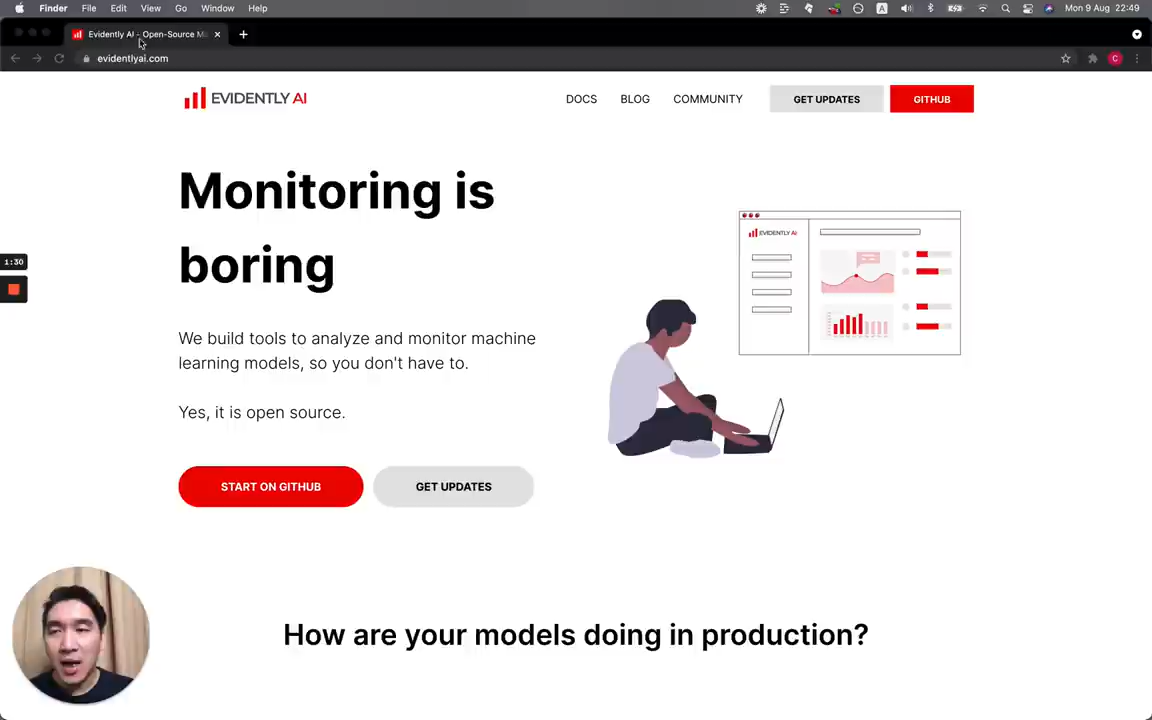 Finder File Edit View Go Window Help
A
Mon 9 Aug 22:49
Evidently AI - Open-Source M
evidentlyai.com
C
EVIDENTLY AI
DOCS BLOG COMMUNITY GET UPDATES GITHUB
Monitoring is
boring
EVIDENTLY AI
1:30
We build tools to analyze and monitor machine
learning models, so you don't have to.
Yes, it is open source.
START ON GITHUB GET UPDATES
How are your models doing in production?